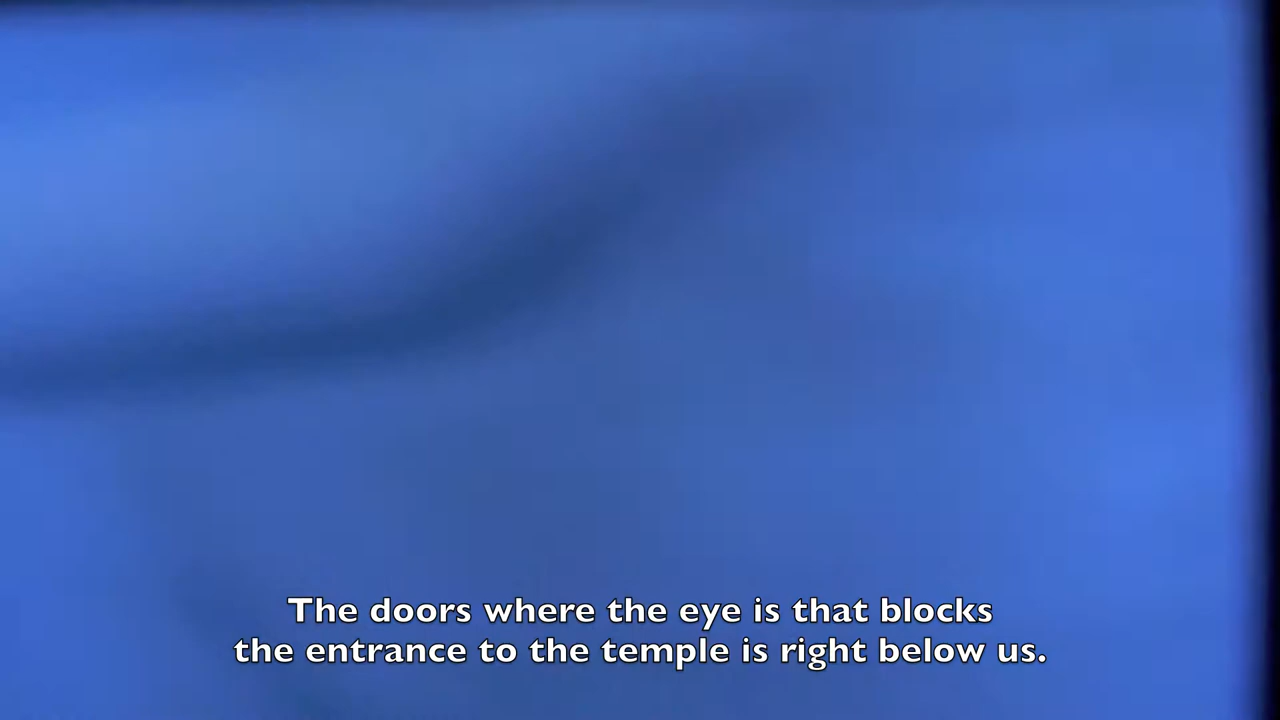 The doors where the eye is that blocks
the entrance to the temple is right below us.